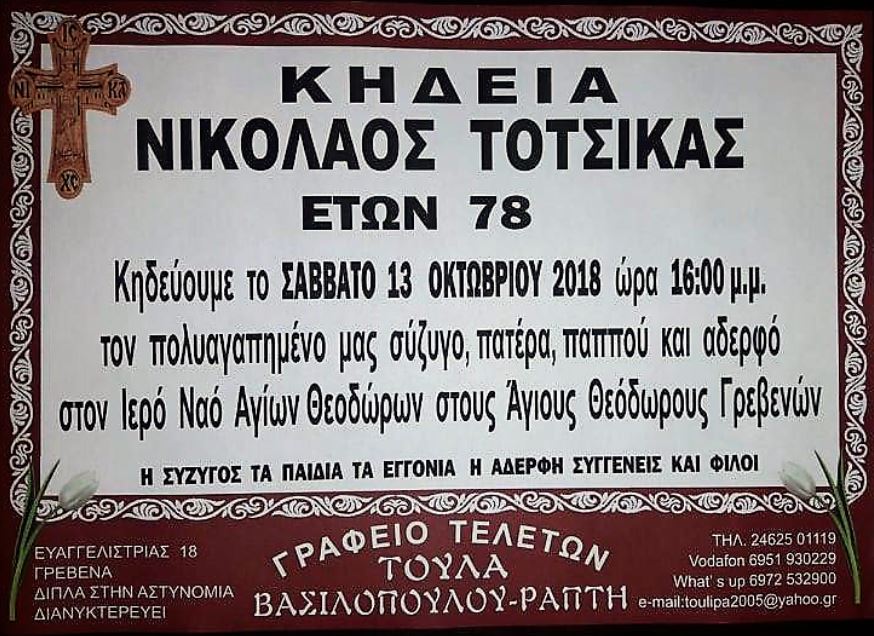 ΙC
ΝΙ ΚΑ
ΧC
ΚΗΔΕΙΑ
ΝΙΚΟΛΑΟΣ ΤΟΤΣΙΚΑΣ
ΕΤΩΝ 78
Κηδεύουμε το ΣΑΒΒΑΤΟ 13 ΟΚΤΩΒΡΙΟΥ 2018 ώρα 16:00 μ.μ.
τον πολυαγαπημένο μας σύζυγο, πατέρα, παππού και αδερφό
στον Ιερό Ναό Αγίων Θεοδώρων στους Άγιους Θεόδωρους Γρεβενών
Η ΣΥΖΥΓΟΣ ΤΑ ΠΑΙΔΙΑ ΤΑ ΕΓΓΟΝΙΑ Η ΑΔΕΡΦΗ ΣΥΓΓΕΝΕΙΣ ΚΑΙ ΦΙΛΟΙ
ΕΥΑΓΓΕΛΙΣΤΡΙΑΣ 18
ΓΡΕΒΕΝΑ
ΔΙΠΛΑ ΣΤΗΝ ΑΣΤΥΝΟΜΙΑ
ΔΙΑΝΥΚΤΕΡΕΥΕΙ
ΓΡΑΦΕΙΟ ΤΕΛΕΤΩΝ
ΤΟΥΛΑ
ΒΑΣΙΛΟΠΟΥΛΟΥ-ΡΑΠΤΗ
ΤΗΛ. 24625 01119
Vodafon 6951 930229
What' s up 6972 532900
e-mail:toulipa2005@yahoo.gr